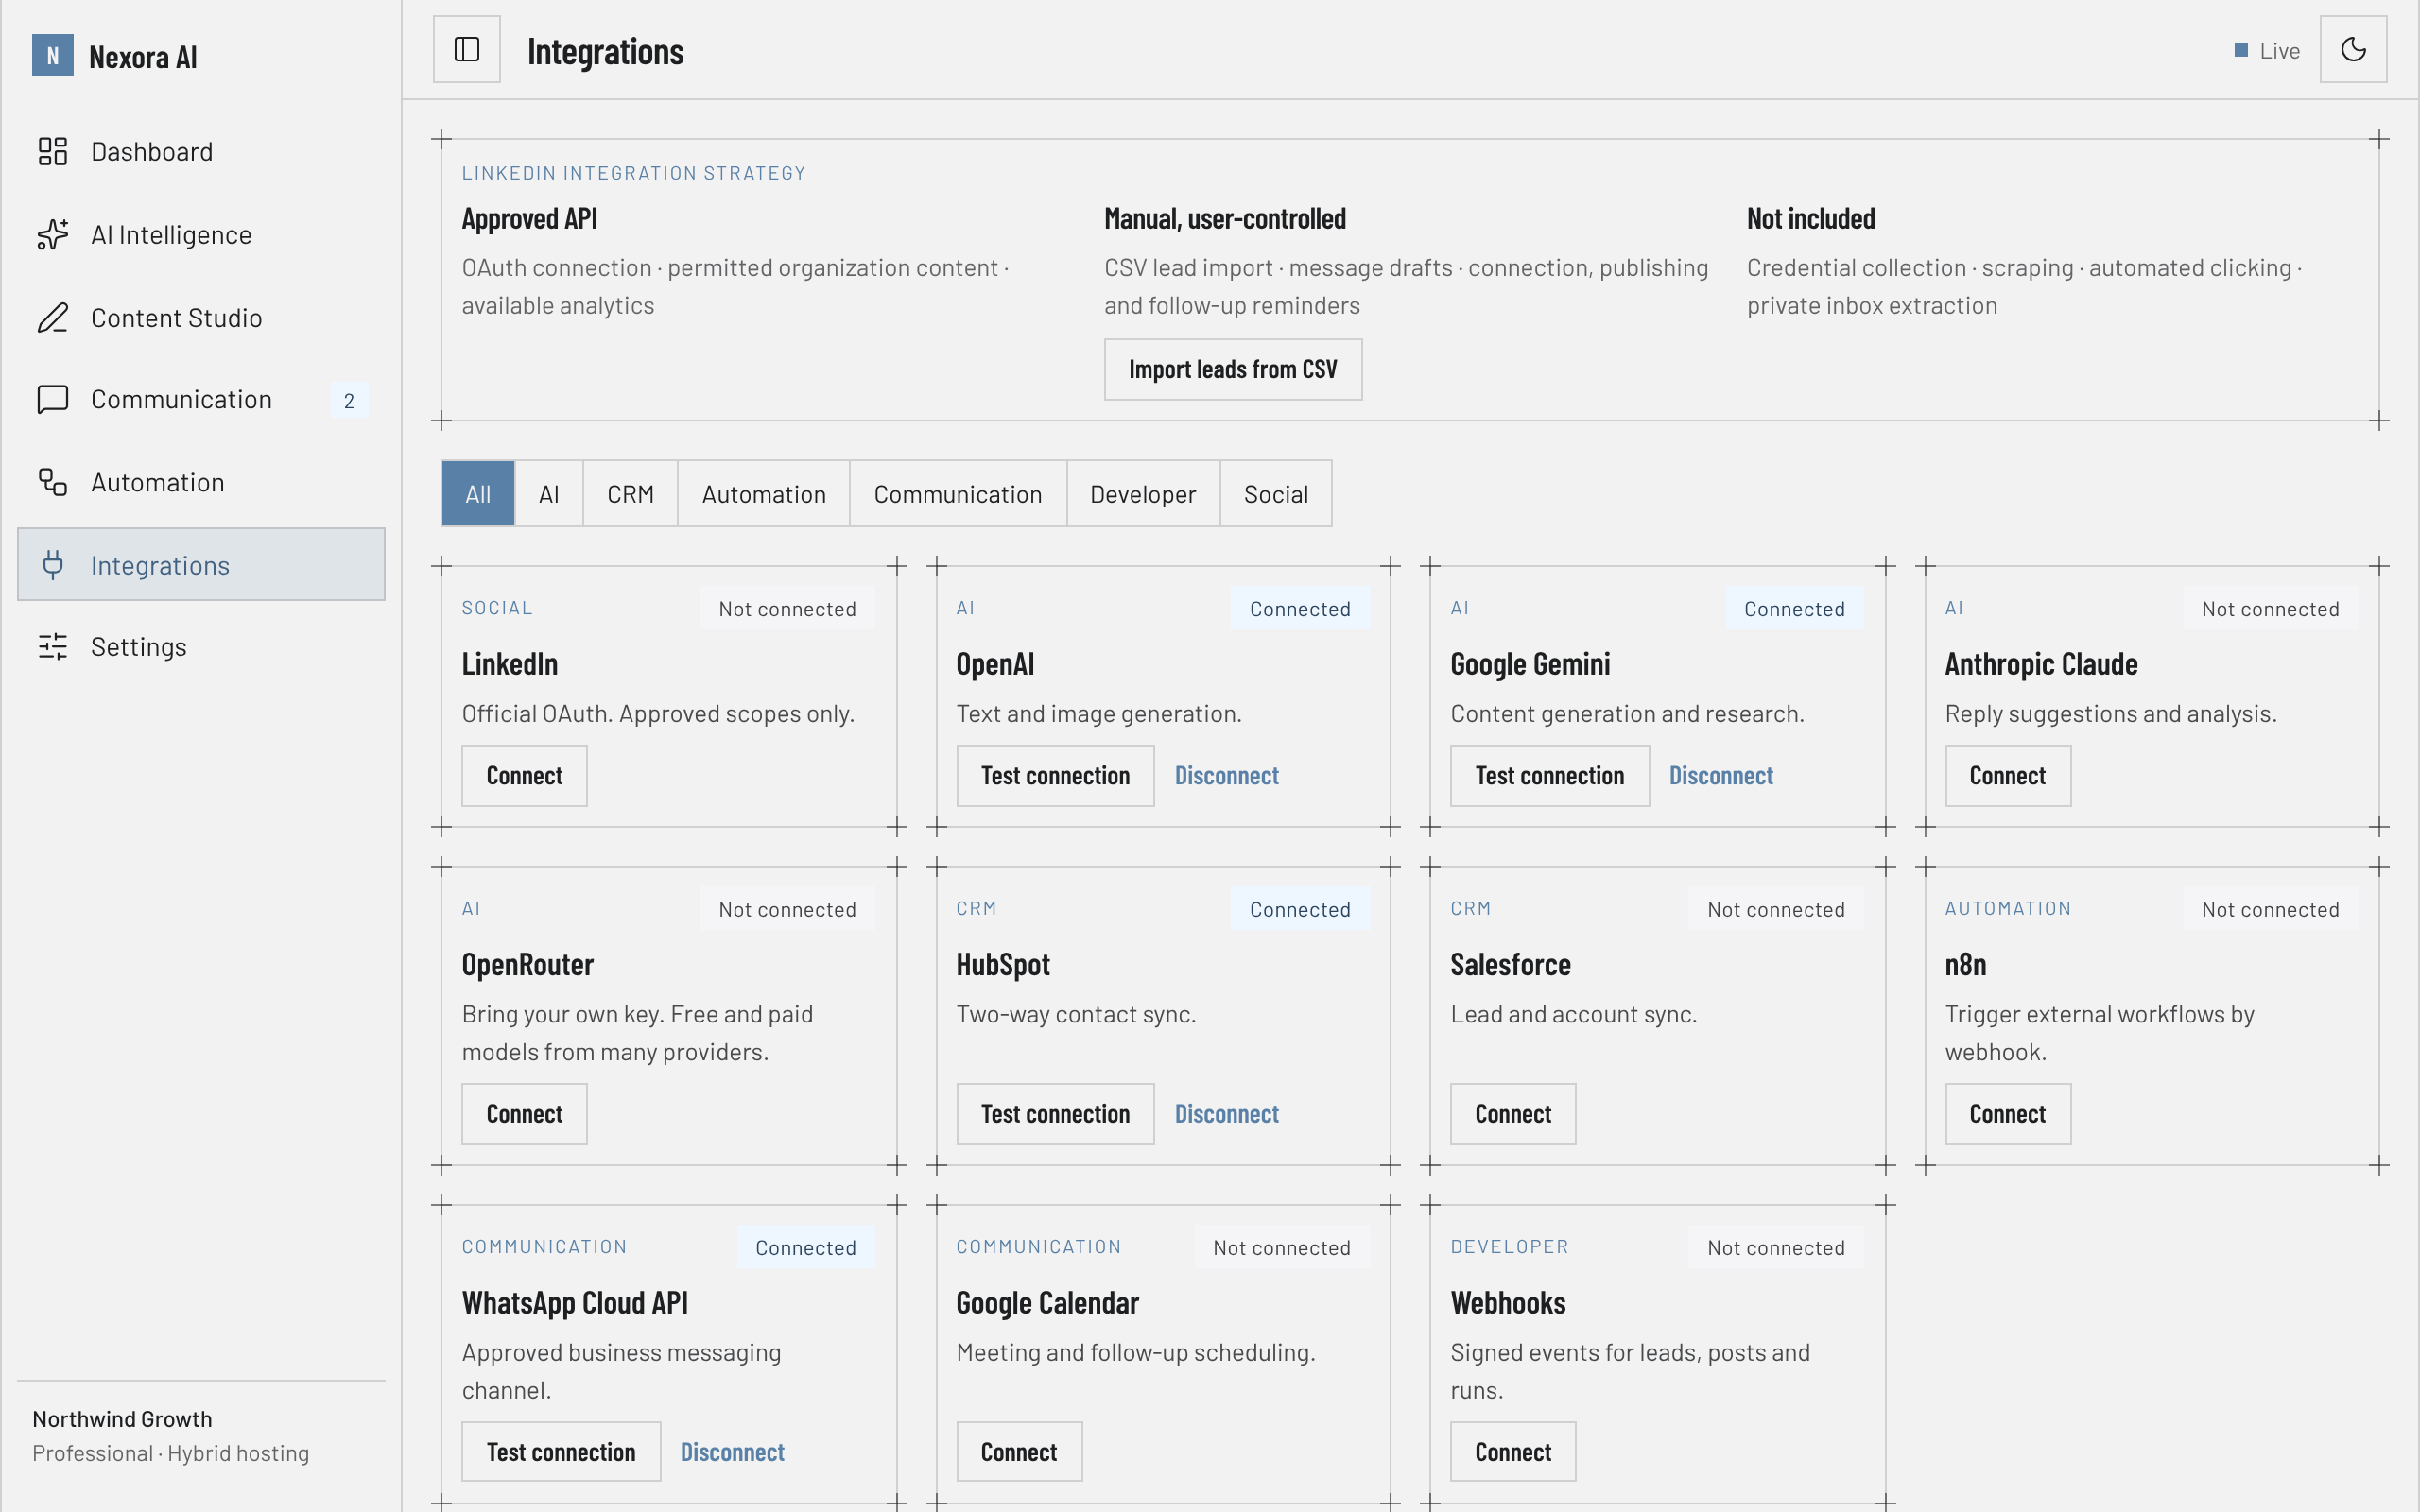 N
Nexora AI
Dashboard
AI Intelligence
Content Studio
Communication
2
Automation
Integrations
Settings
Northwind Growth
Professional · Hybrid hosting
Integrations
Live
LINKEDIN INTEGRATION STRATEGY
Approved API
OAuth connection · permitted organization content ·
available analytics
Manual, user-controlled
CSV lead import · message drafts · connection, publishing
and follow-up reminders
Import leads from CSV
Not included
Credential collection · scraping · automated clicking ·
private inbox extraction
All
AI
CRM
Automation
Communication
Developer
Social
SOCIAL
Not connected
LinkedIn
Official OAuth. Approved scopes only.
Connect
AI
Connected
OpenAI
Text and image generation.
Test connection
Disconnect
AI
Connected
Google Gemini
Content generation and research.
Test connection
Disconnect
AI
Not connected
Anthropic Claude
Reply suggestions and analysis.
Connect
AI
Not connected
OpenRouter
Bring your own key. Free and paid
models from many providers.
Connect
CRM
Connected
HubSpot
Two-way contact sync.
Test connection
Disconnect
CRM
Not connected
Salesforce
Lead and account sync.
Connect
AUTOMATION
Not connected
n8n
Trigger external workflows by
webhook.
Connect
COMMUNICATION
Connected
WhatsApp Cloud API
Approved business messaging
channel.
Test connection
Disconnect
COMMUNICATION
Not connected
Google Calendar
Meeting and follow-up scheduling.
Connect
DEVELOPER
Not connected
Webhooks
Signed events for leads, posts and
runs.
Connect